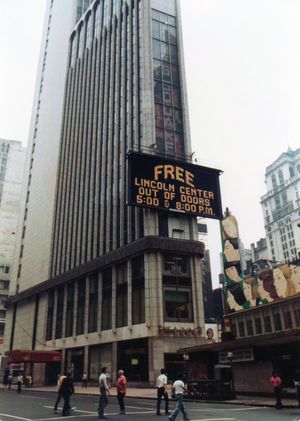 FREE
LINCOLN CENTER
OUT OF DOORS
5:00 & 8:00 P.M.